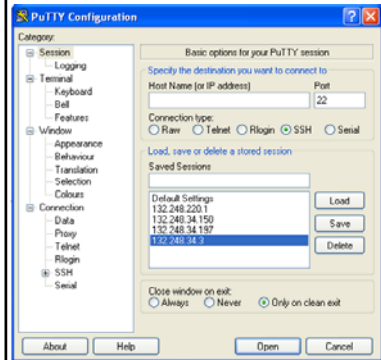 PuTTY Configuration
Category:
Session
Logging
Terminal
Keyboard
Bell
Features
Window
Appearance
Behaviour
Translation
Selection
Colours
Connection
Data
Proxy
Telnet
Rlogin
SSH
Serial
Basic options for your PuTTY session
Specify the destination you want to connect to
Host Name (or IP address) Port
22
Connection type:
Raw Telnet Rlogin SSH Serial
Load, save or delete a stored session
Saved Sessions
Default Settings
132.248.220.1
132.248.34.150
132.248.34.197
132.248.34.3
Load
Save
Delete
Close window on exit:
Always Never Only on clean exit
About Help Open Cancel